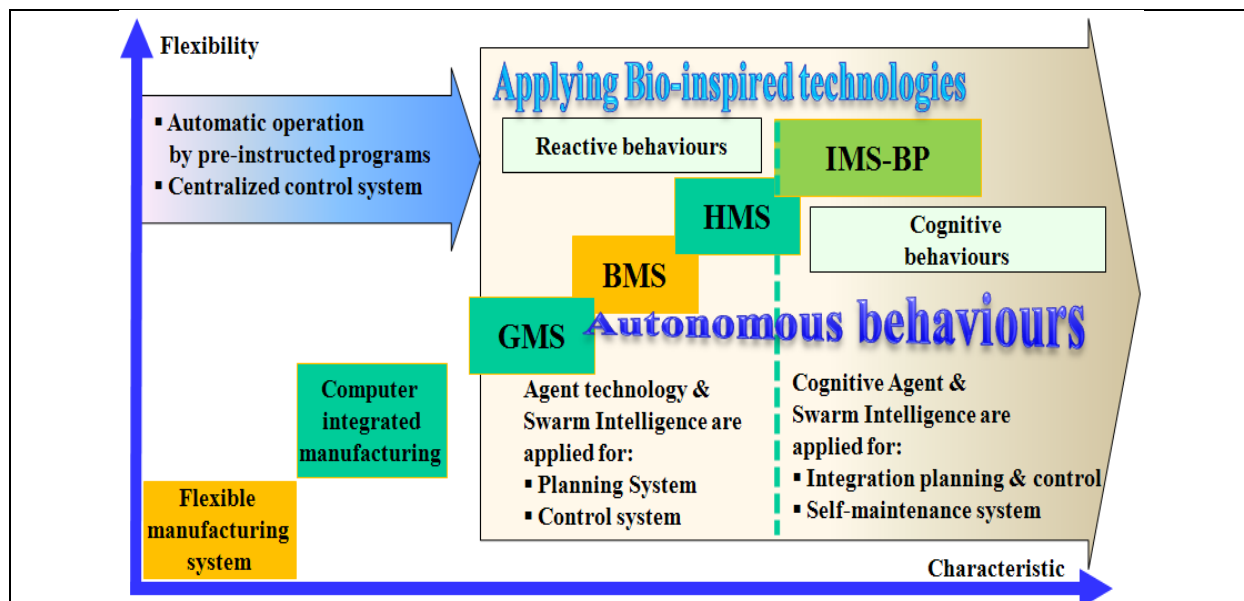 Flexibility
▪ Automatic operation
by pre-instructed programs
▪ Centralized control system
Applying Bio-inspired technologies
Reactive behaviours
IMS-BP
HMS
Cognitive
behaviours
BMS
GMS
Autonomous behaviours
Computer
integrated
manufacturing
Flexible
manufacturing
system
Agent technology &
Swarm Intelligence are
applied for:
▪ Planning System
▪ Control system
Cognitive Agent &
Swarm Intelligence are
applied for:
▪ Integration planning & control
▪ Self-maintenance system
Characteristic